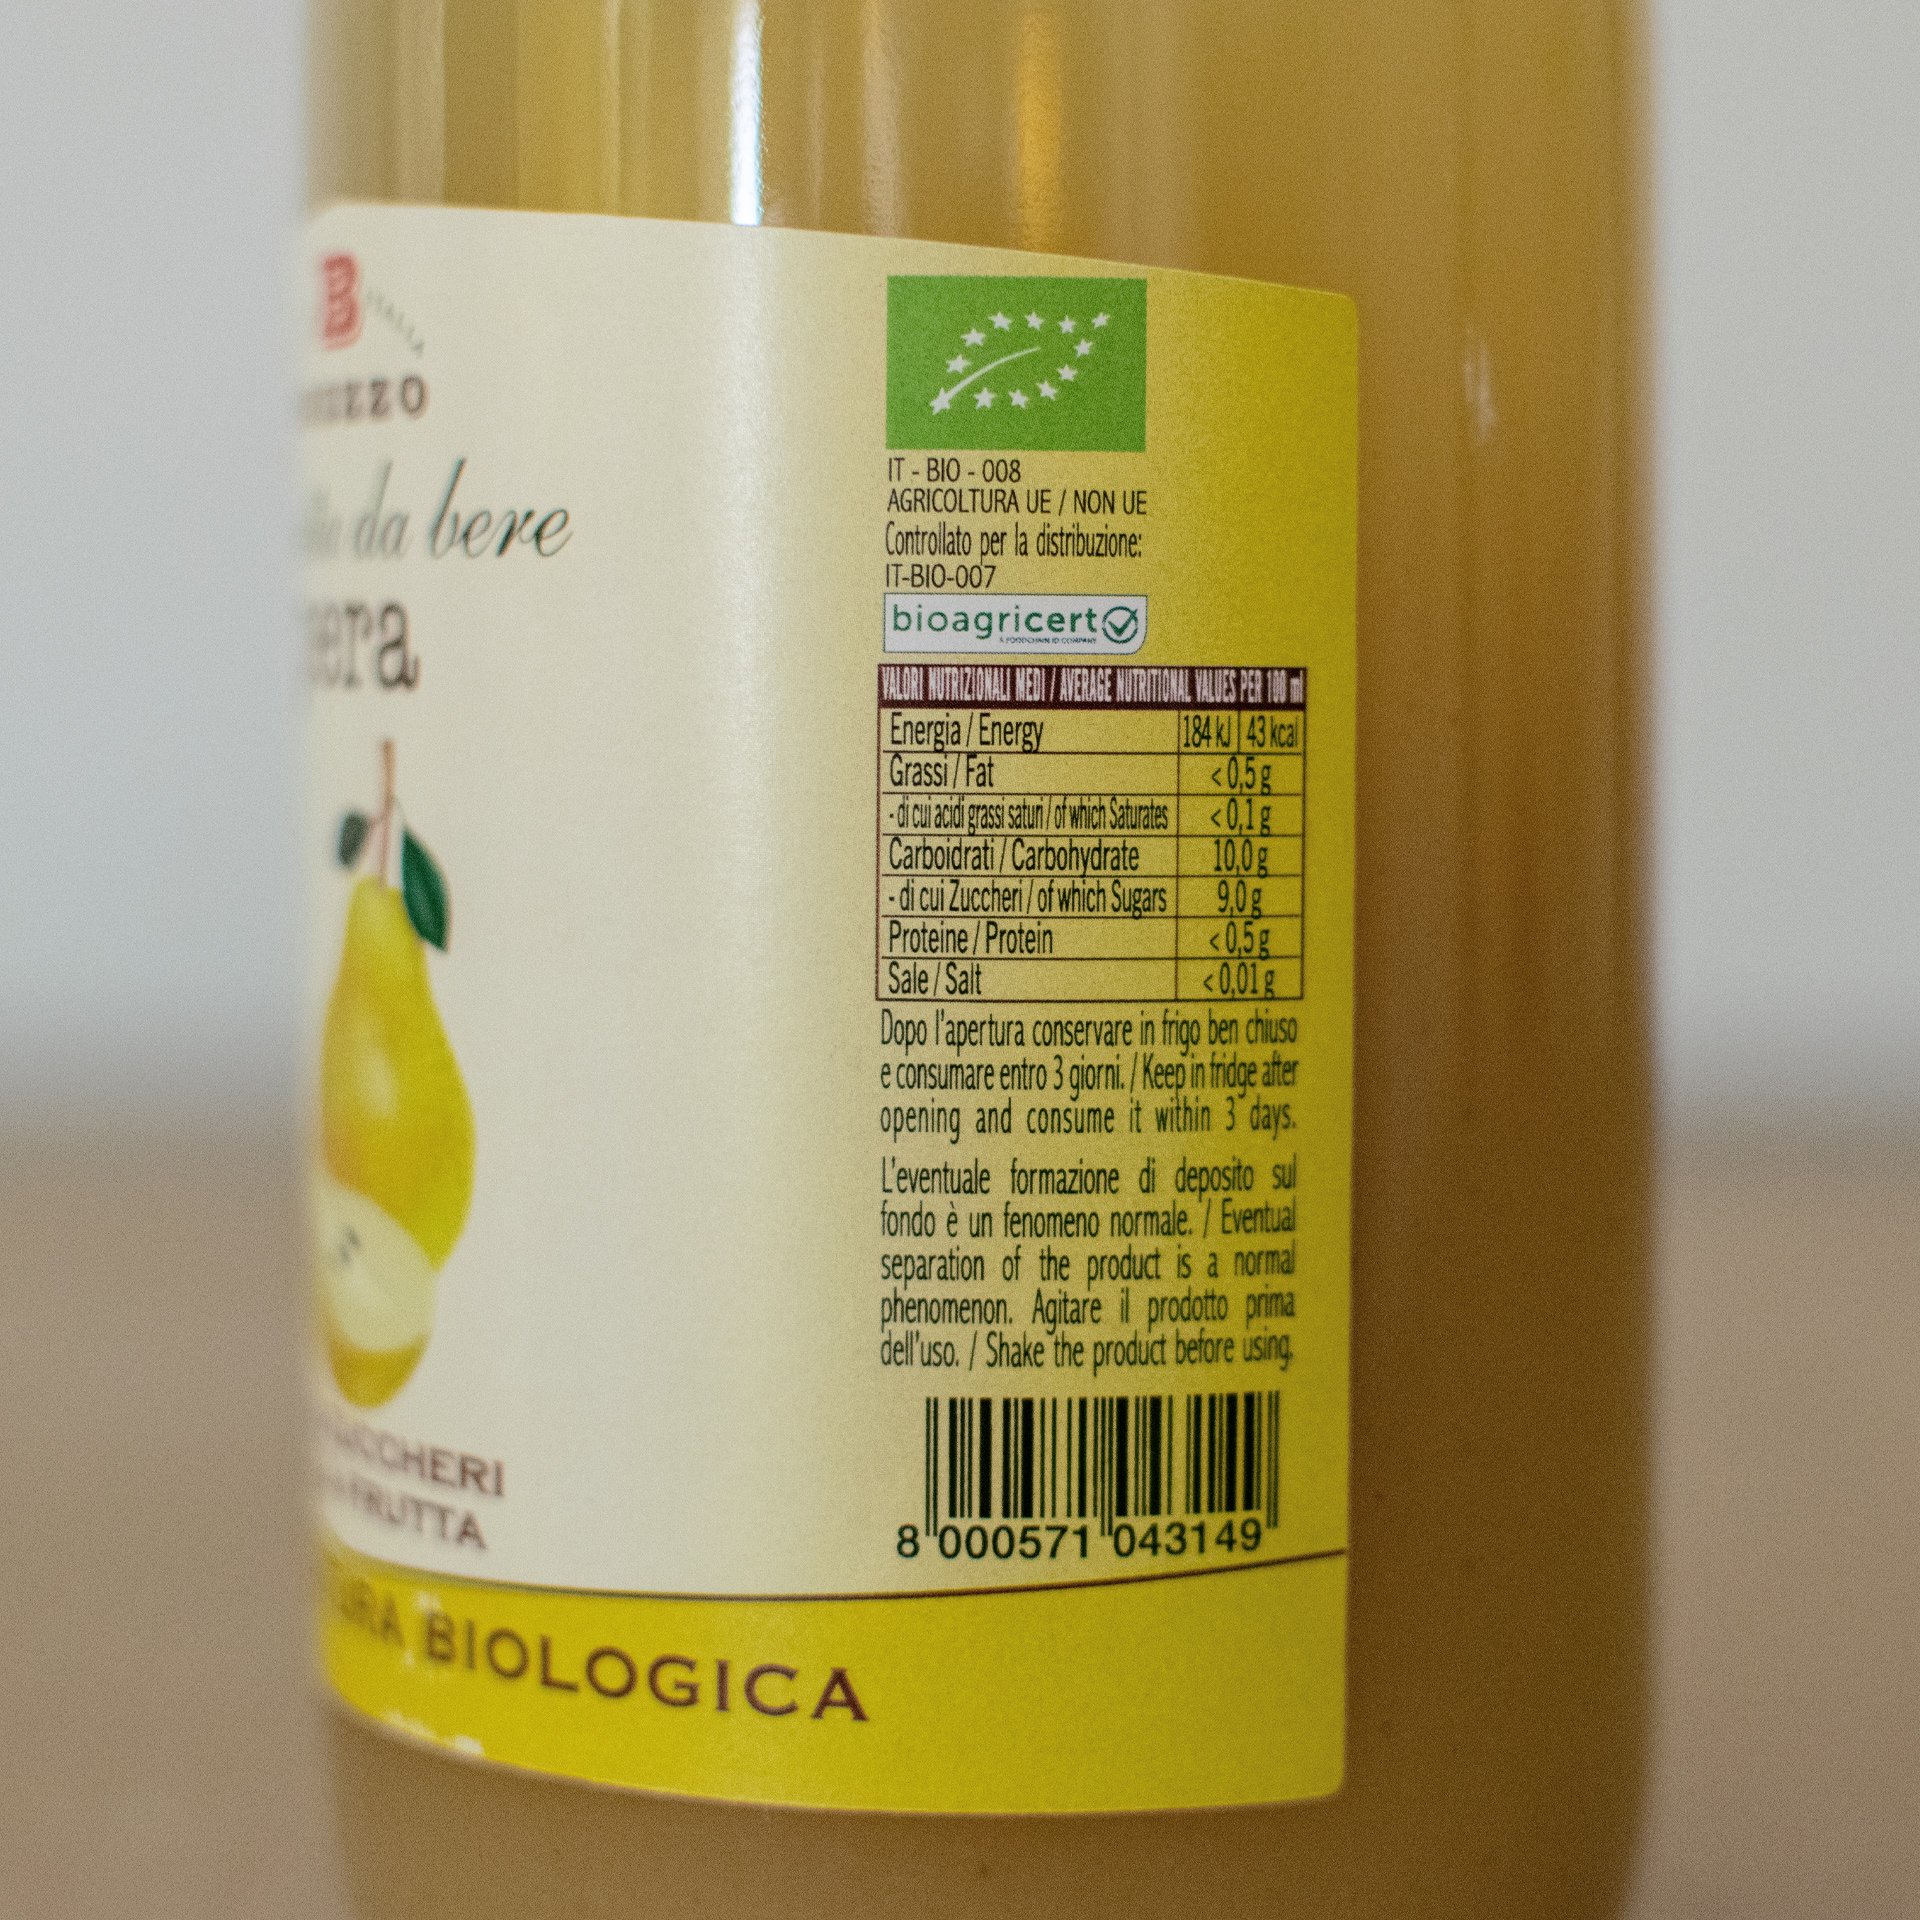 B
ITALIA
da bere
pera
ZUCCHERI
FRUTTA
BIOLOGICA
IT - BIO - 008
AGRICOLTURA UE / NON UE
Controllato per la distribuzione:
IT-BIO-007
bioagricert
A FOODCHAIN ID COMPANY
VALORI NUTRIZIONALI MEDI / AVERAGE NUTRITIONAL VALUES PER 100 ml
Energia / Energy 184 kJ 43 kcal
Grassi / Fat < 0,5 g
- di cui acidi grassi saturi / of which Saturates < 0,1 g
Carboidrati / Carbohydrate 10,0 g
- di cui Zuccheri / of which Sugars 9,0 g
Proteine / Protein < 0,5 g
Sale / Salt < 0,01 g
Dopo l'apertura conservare in frigo ben chiuso
e consumare entro 3 giorni. / Keep in fridge after
opening and consume it within 3 days.
L'eventuale formazione di deposito sul
fondo è un fenomeno normale. / Eventual
separation of the product is a normal
phenomenon. Agitare il prodotto prima
dell'uso. / Shake the product before using.
8 000571 043149